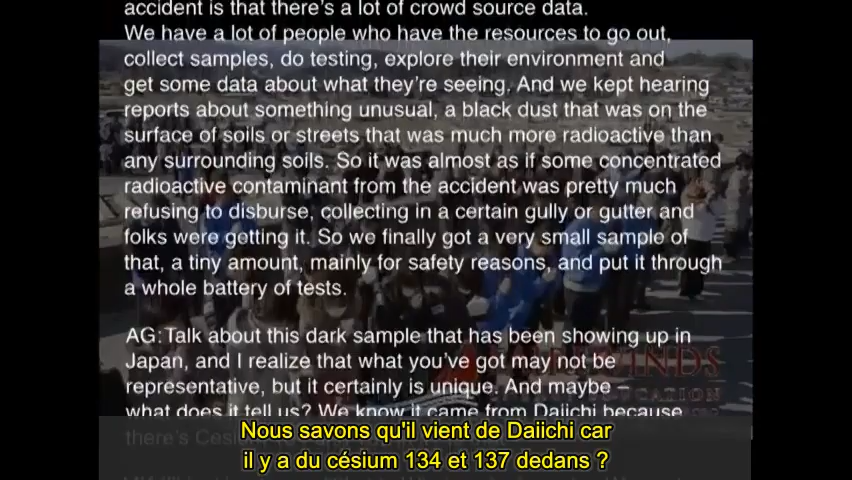 accident is that there's a lot of crowd source data.
We have a lot of people who have the resources to go out,
collect samples, do testing, explore their environment and
get some data about what they're seeing. And we kept hearing
reports about something unusual, a black dust that was on the
surface of soils or streets that was much more radioactive than
any surrounding soils. So it was almost as if some concentrated
radioactive contaminant from the accident was pretty much
refusing to disburse, collecting in a certain gully or gutter and
folks were getting it. So we finally got a very small sample of
that, a tiny amount, mainly for safety reasons, and put it through
a whole battery of tests.
AG: Talk about this dark sample that has been showing up in
Japan, and I realize that what you've got may not be
representative, but it certainly is unique. And maybe –
what does it tell us? We know it came from Daiichi because
there's
Nous savons qu'il vient de Daiichi car
il y a du césium 134 et 137 dedans ?